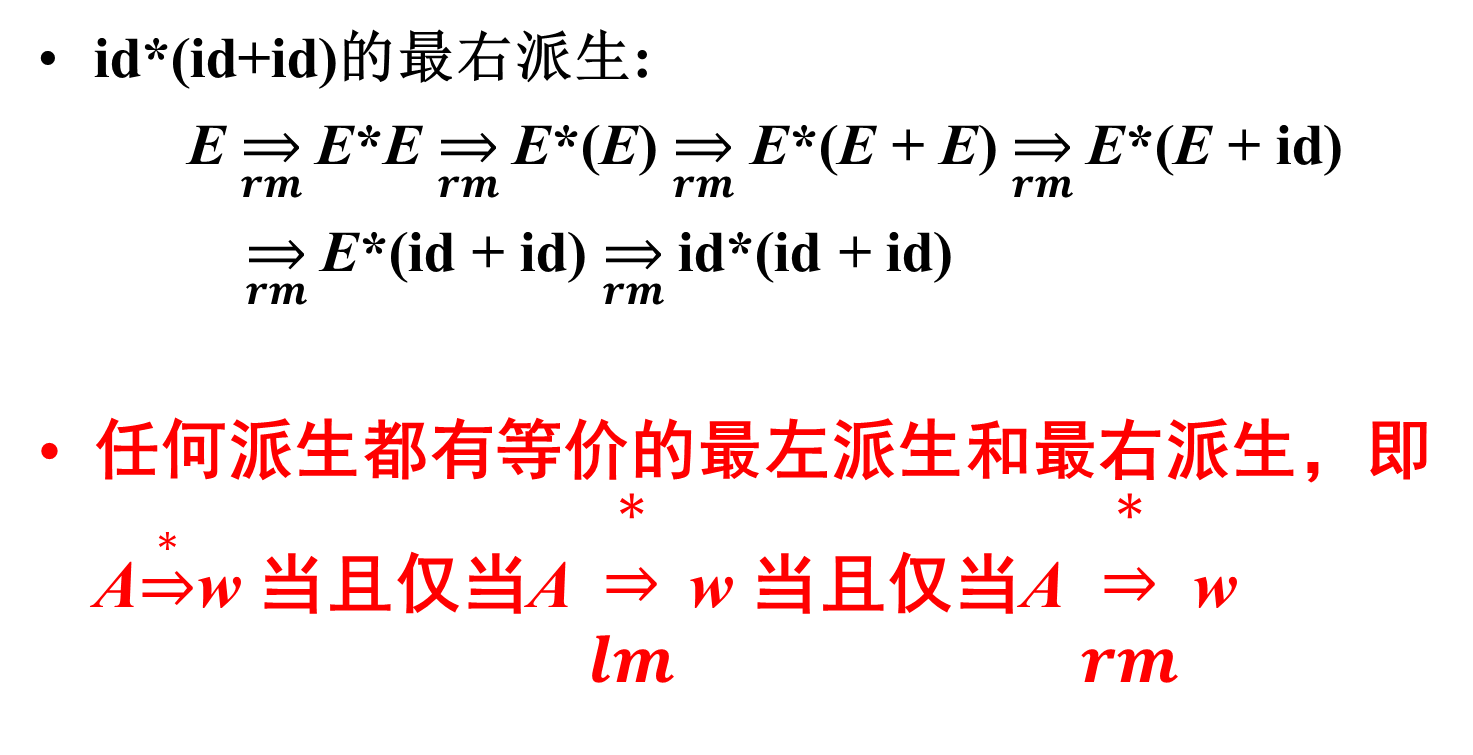 • id*(id+id)的最右派生:
E ⇒rm E*E ⇒rm E*(E) ⇒rm E*(E + E) ⇒rm E*(E + id)
⇒rm E*(id + id) ⇒rm id*(id + id)
• 任何派生都有等价的最左派生和最右派生，即
A*⇒w 当且仅当A *⇒lm w 当且仅当A *⇒rm w